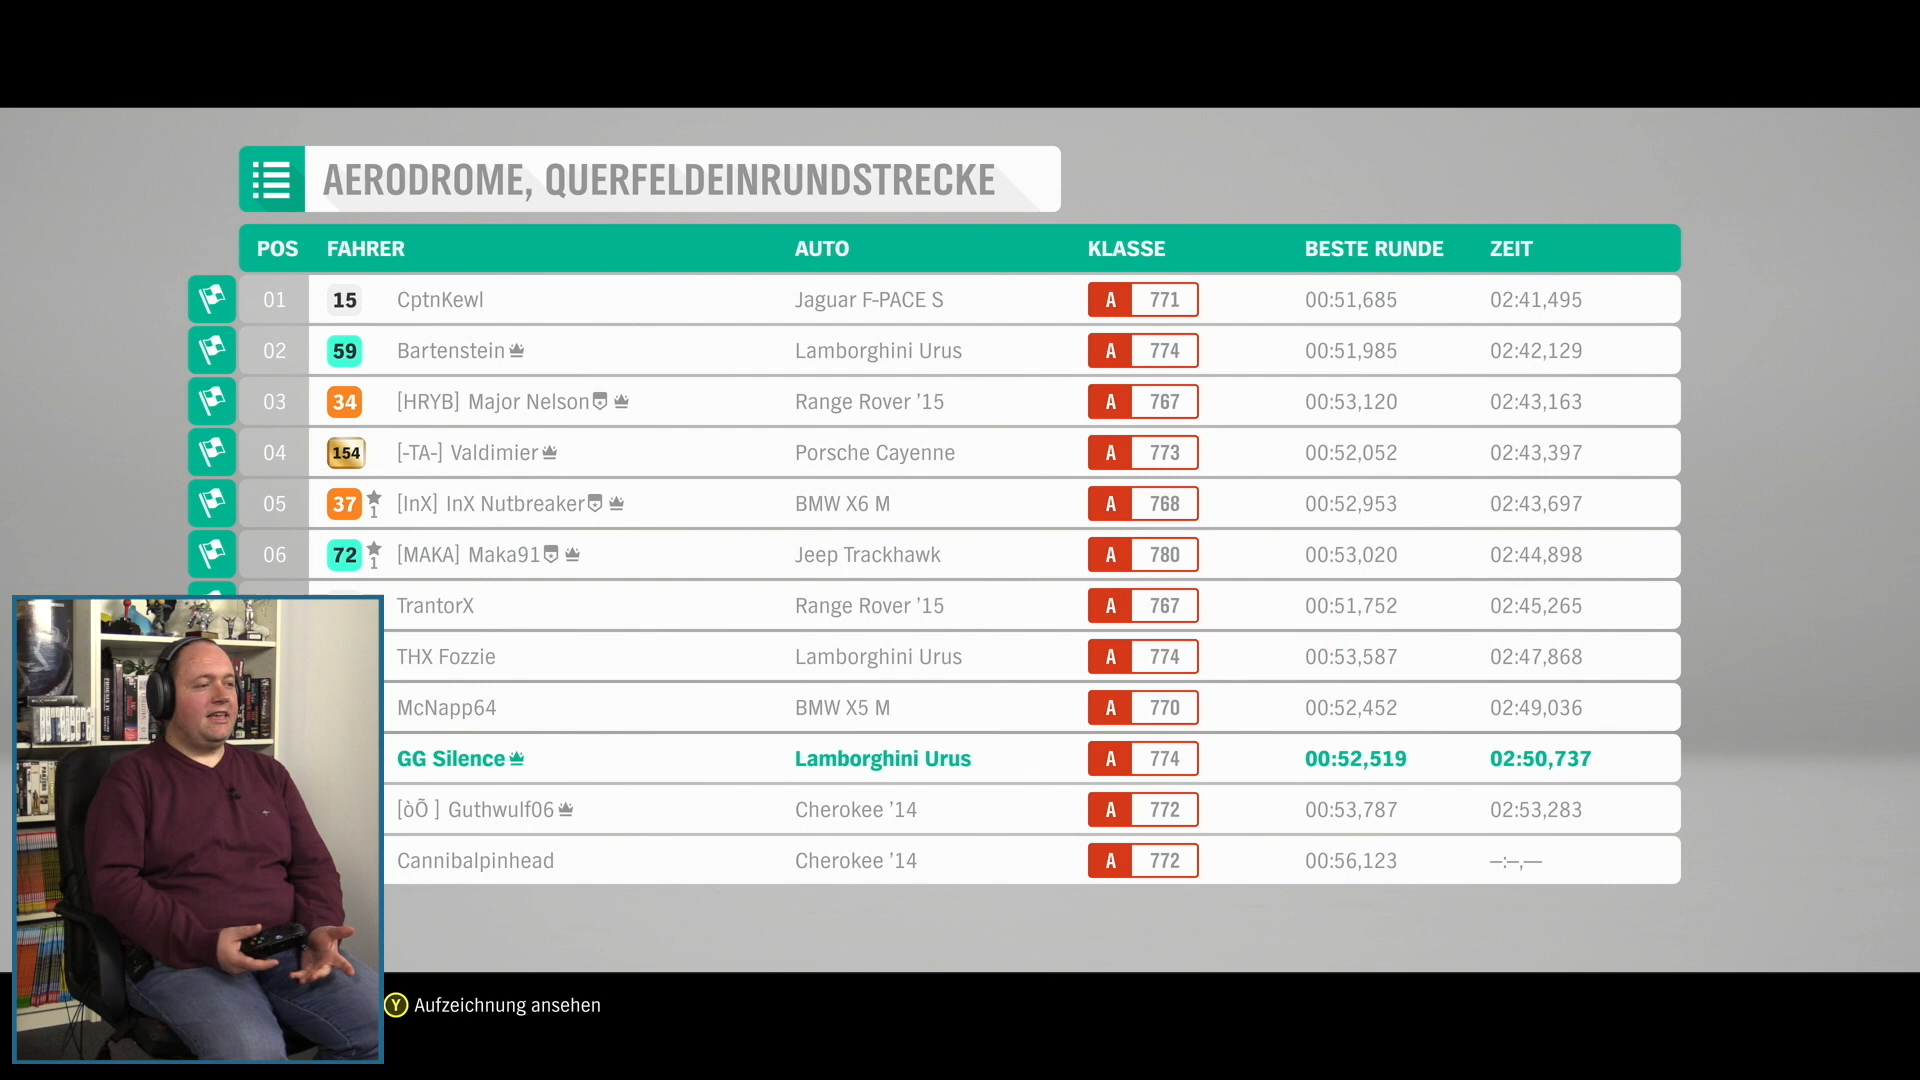 AERODROME, QUERFELDEINRUNDSTRECKE
POS FAHRER AUTO KLASSE BESTE RUNDE ZEIT
01 15 CptnKewl Jaguar F-PACE S A 771 00:51,685 02:41,495
02 59 Bartenstein Lamborghini Urus A 774 00:51,985 02:42,129
03 34 [HRYB] Major Nelson Range Rover ’15 A 767 00:53,120 02:43,163
04 154 [-TA-] Valdimier Porsche Cayenne A 773 00:52,052 02:43,397
05 37 1 [InX] InX Nutbreaker BMW X6 M A 768 00:52,953 02:43,697
06 72 1 [MAKA] Maka91 Jeep Trackhawk A 780 00:53,020 02:44,898
TrantorX Range Rover ’15 A 767 00:51,752 02:45,265
THX Fozzie Lamborghini Urus A 774 00:53,587 02:47,868
McNapp64 BMW X5 M A 770 00:52,452 02:49,036
GG Silence Lamborghini Urus A 774 00:52,519 02:50,737
[òÕ ] Guthwulf06 Cherokee ’14 A 772 00:53,787 02:53,283
Cannibalpinhead Cherokee ’14 A 772 00:56,123 –:–,—
Y Aufzeichnung ansehen